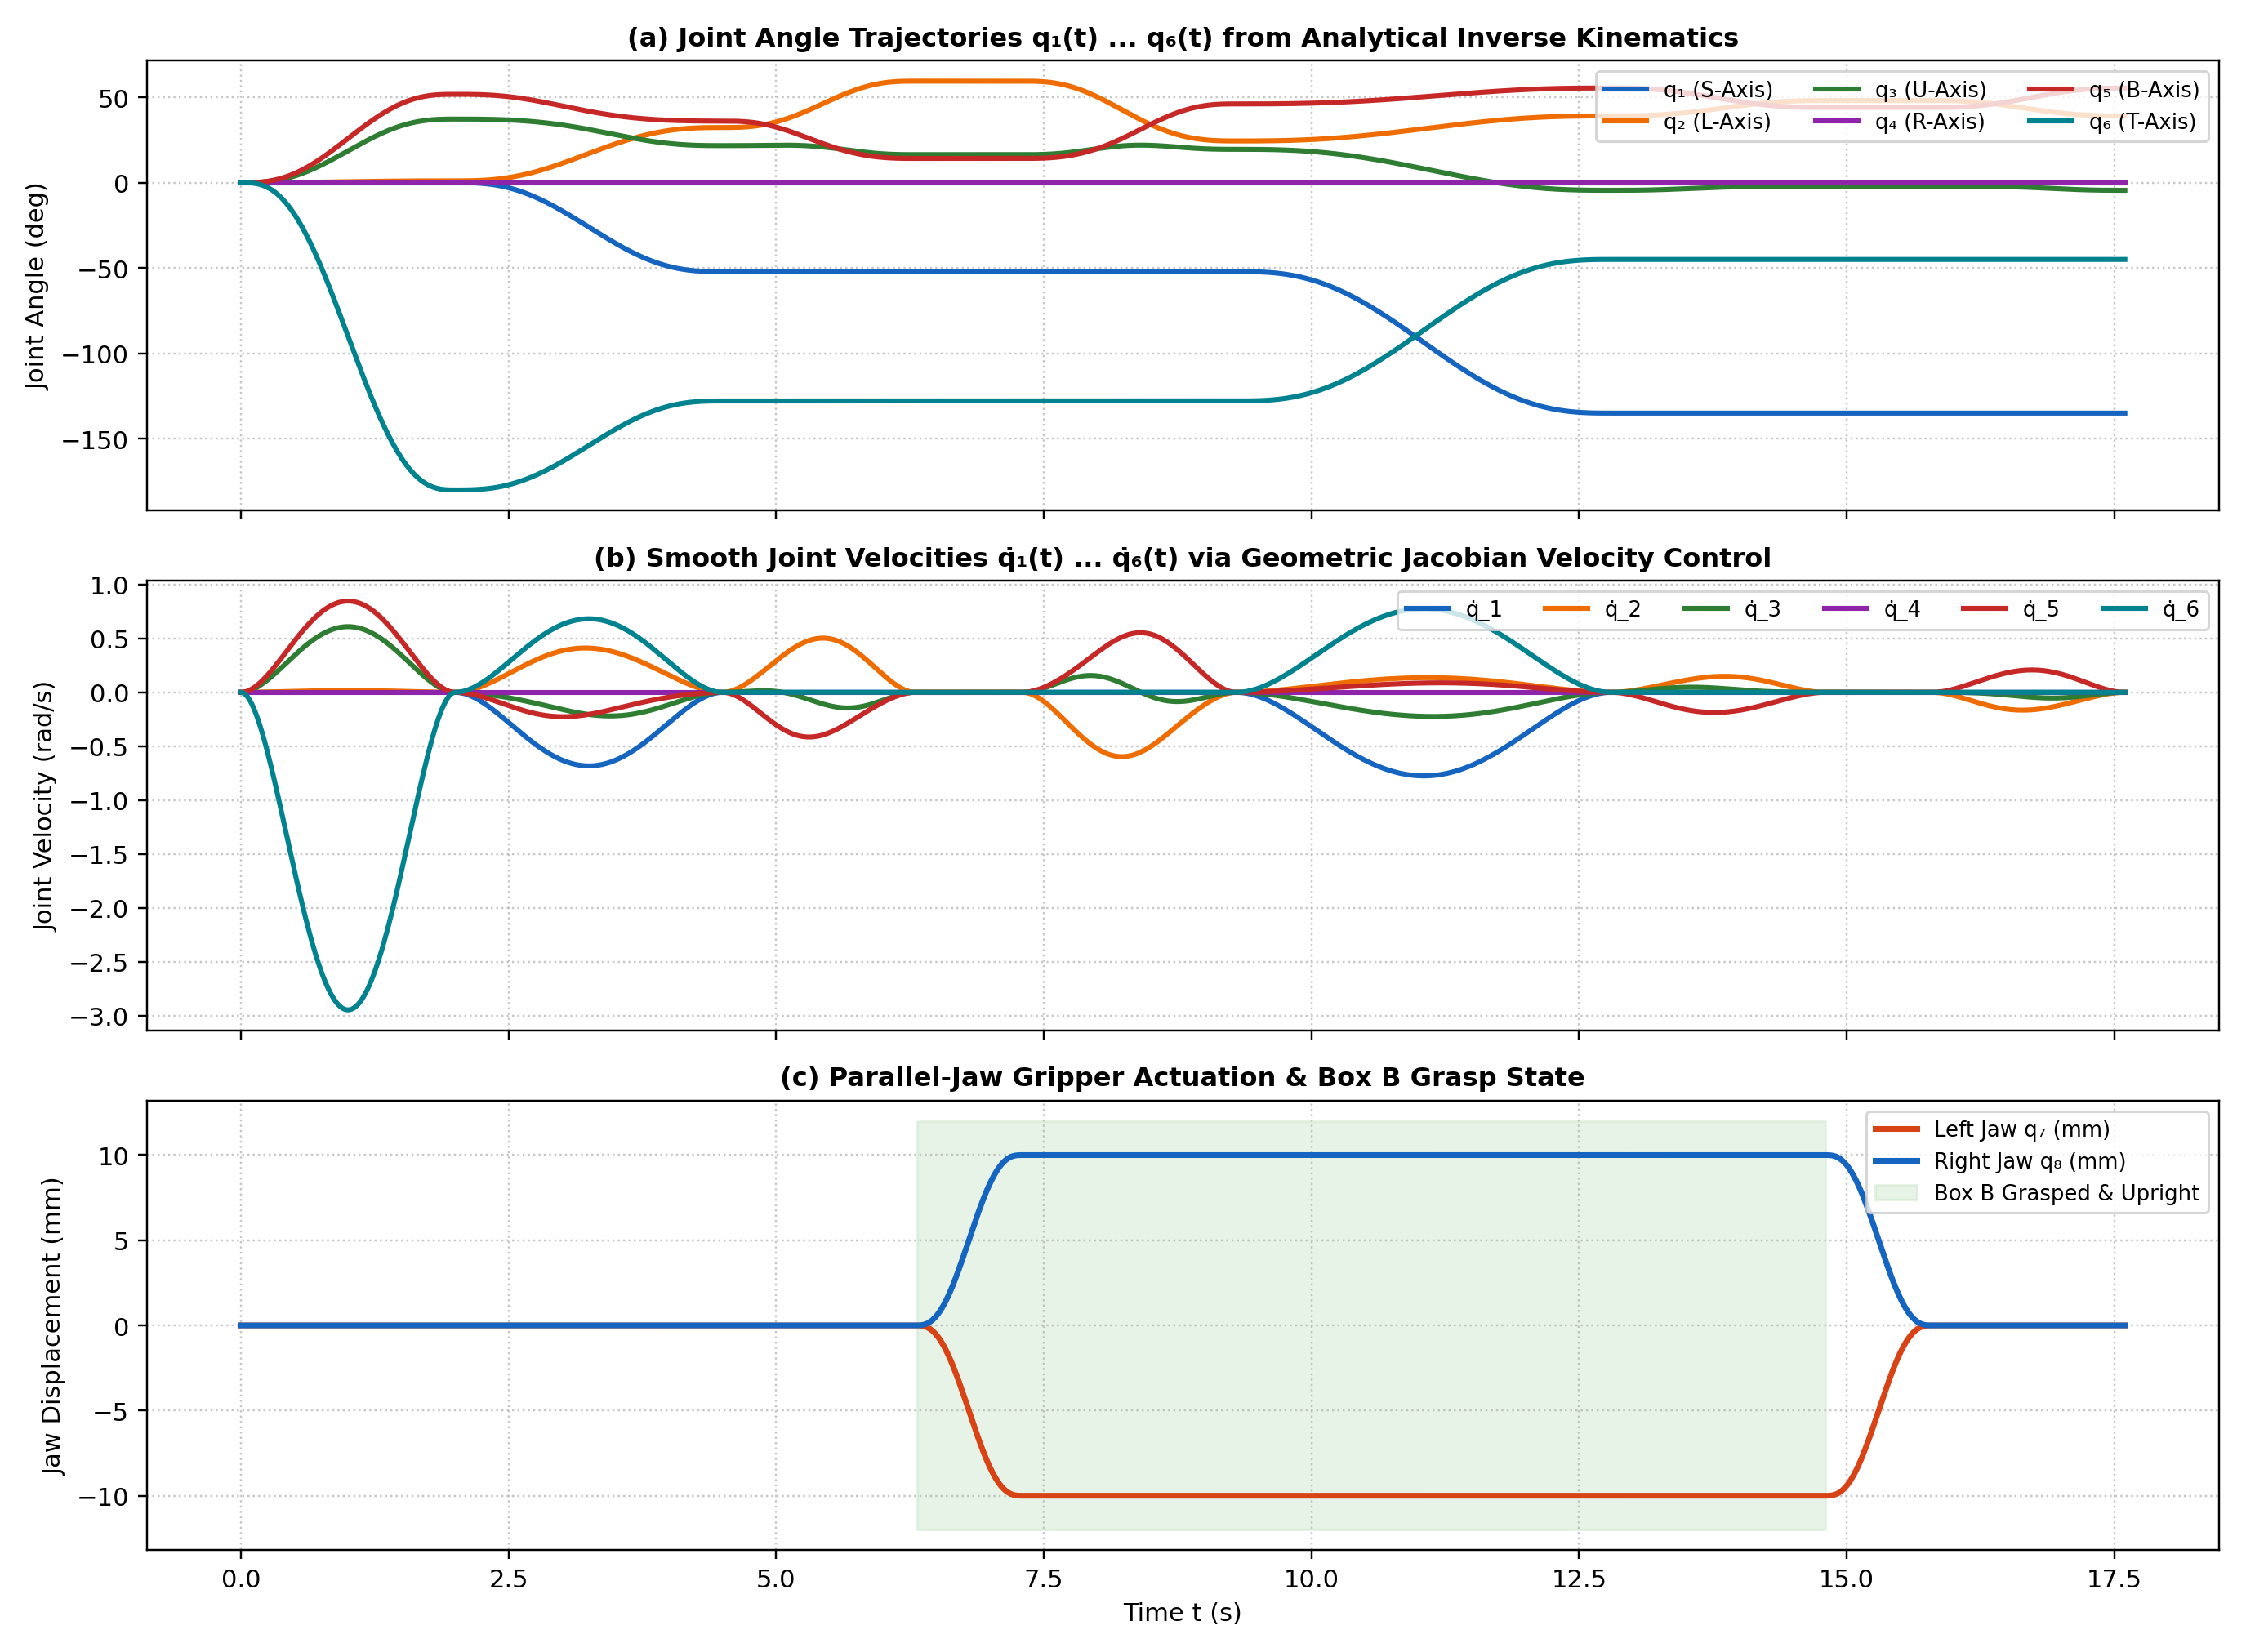 (a) Joint Angle Trajectories q₁(t) ... q₆(t) from Analytical Inverse Kinematics
Joint Angle (deg)
50
0
−50
−100
−150
q₁ (S-Axis) q₃ (U-Axis) q₅ (B-Axis)
q₂ (L-Axis) q₄ (R-Axis) q₆ (T-Axis)
(b) Smooth Joint Velocities q̇₁(t) ... q̇₆(t) via Geometric Jacobian Velocity Control
Joint Velocity (rad/s)
1.0
0.5
0.0
−0.5
−1.0
−1.5
−2.0
−2.5
−3.0
q̇_1 q̇_2 q̇_3 q̇_4 q̇_5 q̇_6
(c) Parallel-Jaw Gripper Actuation & Box B Grasp State
Jaw Displacement (mm)
10
5
0
−5
−10
Left Jaw q₇ (mm)
Right Jaw q₈ (mm)
Box B Grasped & Upright
0.0 2.5 5.0 7.5 10.0 12.5 15.0 17.5
Time t (s)